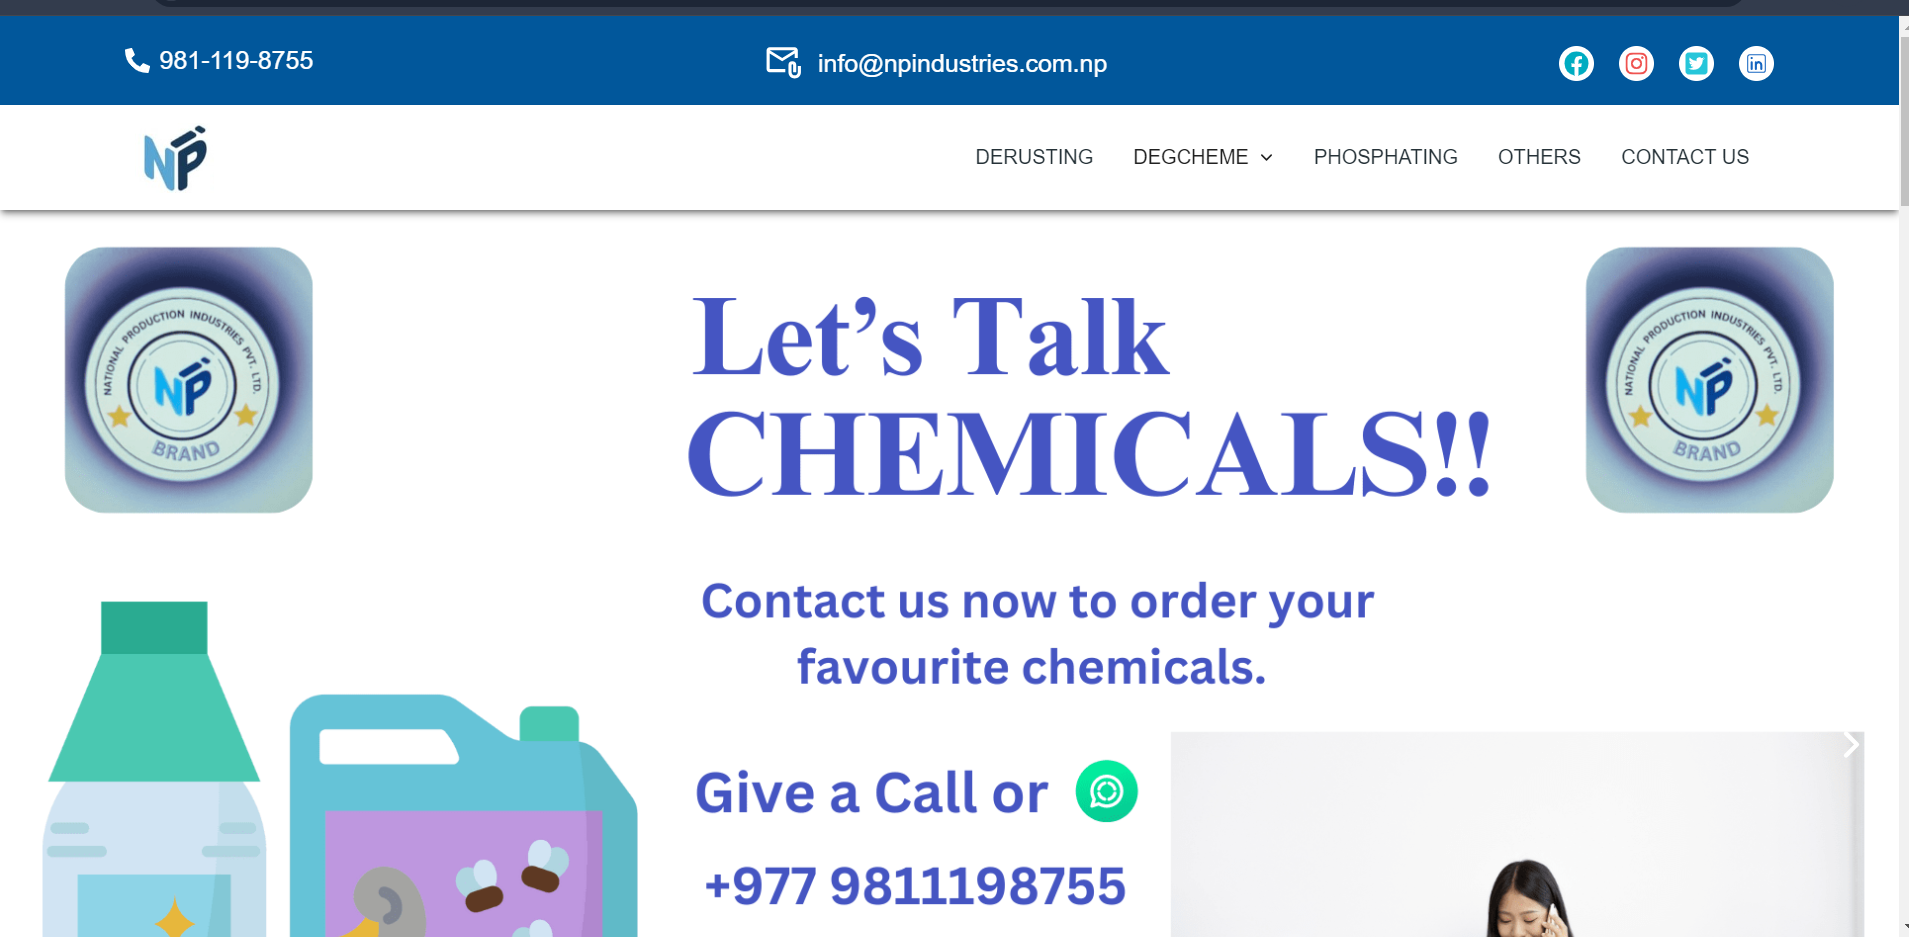 981-119-8755
info@npindustries.com.np
NP
DERUSTING
DEGCHEME
PHOSPHATING
OTHERS
CONTACT US
NATIONAL PRODUCTION INDUSTRIES PVT. LTD.
NP
BRAND
Let's Talk
CHEMICALS!!
NATIONAL PRODUCTION INDUSTRIES PVT. LTD.
NP
BRAND
Contact us now to order your
favourite chemicals.
Give a Call or
+977 9811198755